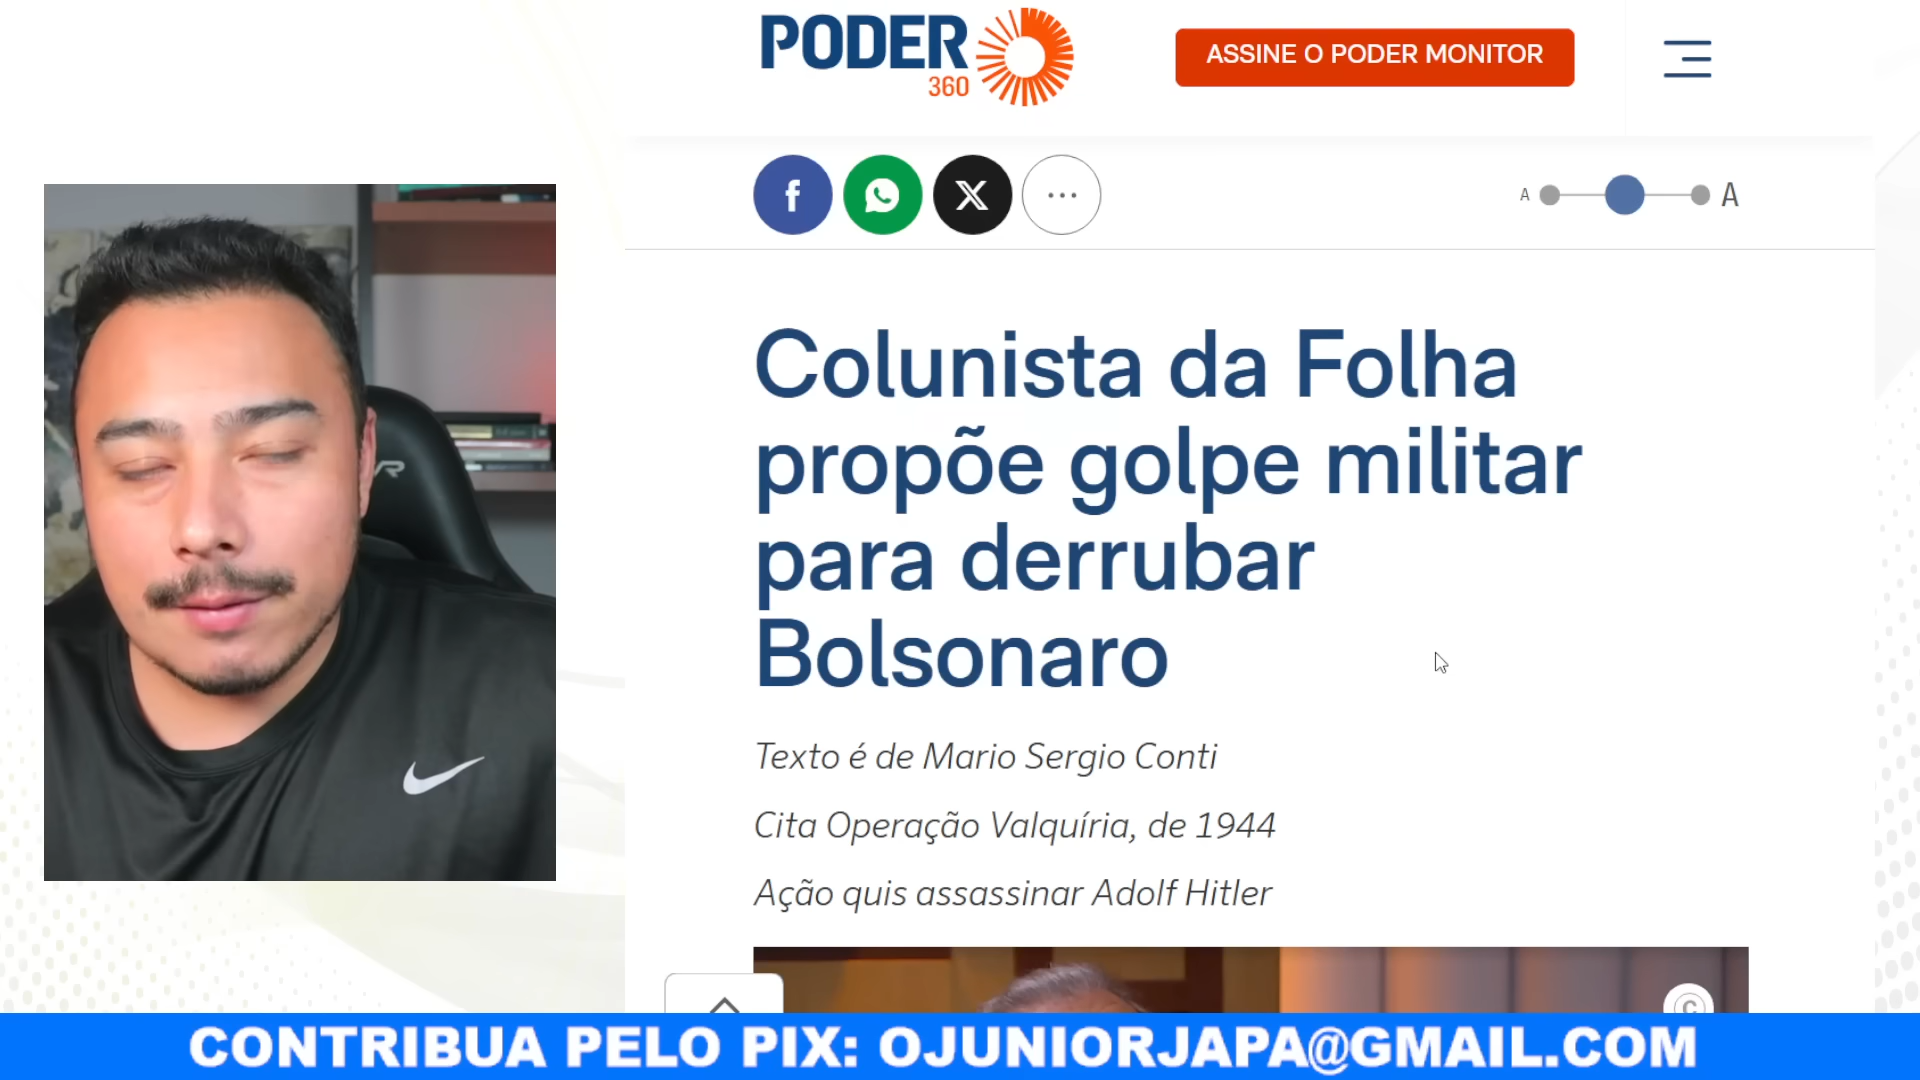 PODER
360
ASSINE O PODER MONITOR
f
X
A
A
Colunista da Folha
propõe golpe militar
para derrubar
Bolsonaro
Texto é de Mario Sergio Conti
Cita Operação Valquíria, de 1944
Ação quis assassinar Adolf Hitler
C
CONTRIBUA PELO PIX: OJUNIORJAPA@GMAIL.COM